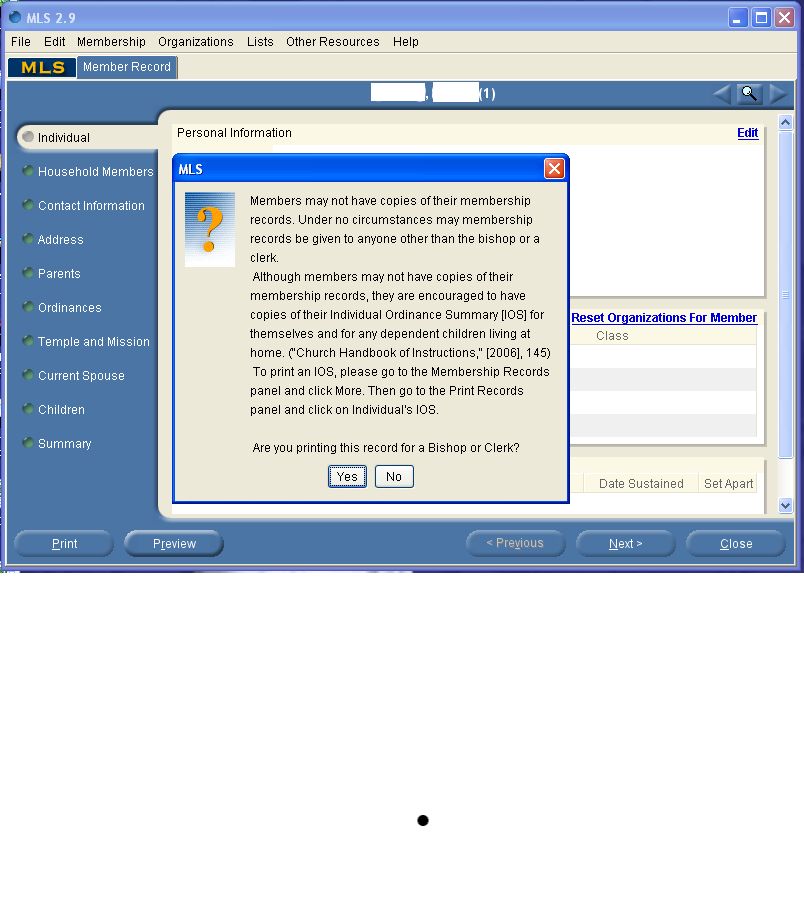 MLS 2.9
File Edit Membership Organizations Lists Other Resources Help
MLS Member Record
, (1)
Individual
Household Members
Contact Information
Address
Parents
Ordinances
Temple and Mission
Current Spouse
Children
Summary
Personal Information Edit
MLS
?
Members may not have copies of their membership
records. Under no circumstances may membership
records be given to anyone other than the bishop or a
clerk.
Although members may not have copies of their
membership records, they are encouraged to have
copies of their Individual Ordinance Summary [IOS] for
themselves and for any dependent children living at
home. ("Church Handbook of Instructions," [2006], 145)
To print an IOS, please go to the Membership Records
panel and click More. Then go to the Print Records
panel and click on Individual's IOS.
Are you printing this record for a Bishop or Clerk?
Yes No
Reset Organizations For Member
Class
Date Sustained Set Apart
Print Preview < Previous Next > Close